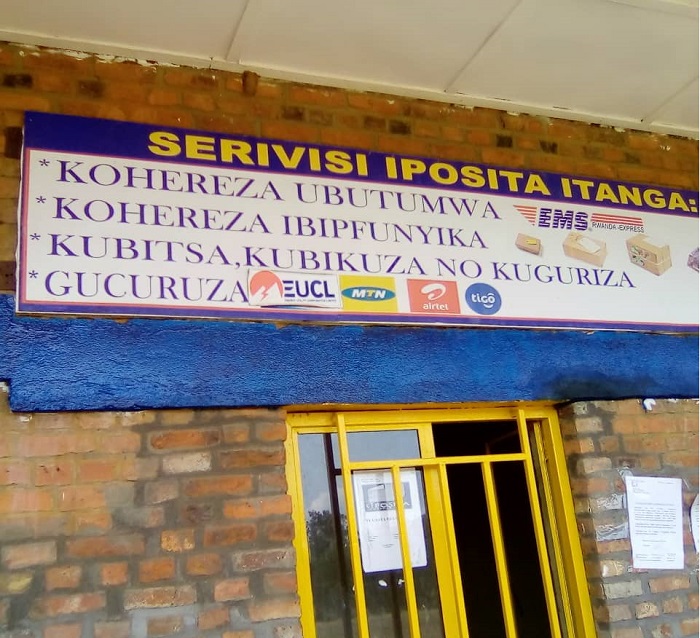 SERIVISI IPOSITA ITANGA:
*KOHEREZA UBUTUMWA
EMS
RWANDA-EXPRESS
*KOHEREZA IBIPFUNYIKA
*KUBITSA,KUBIKUZA NO KUGURIZA
*GUCURUZA EUCL MTN airtel tigo